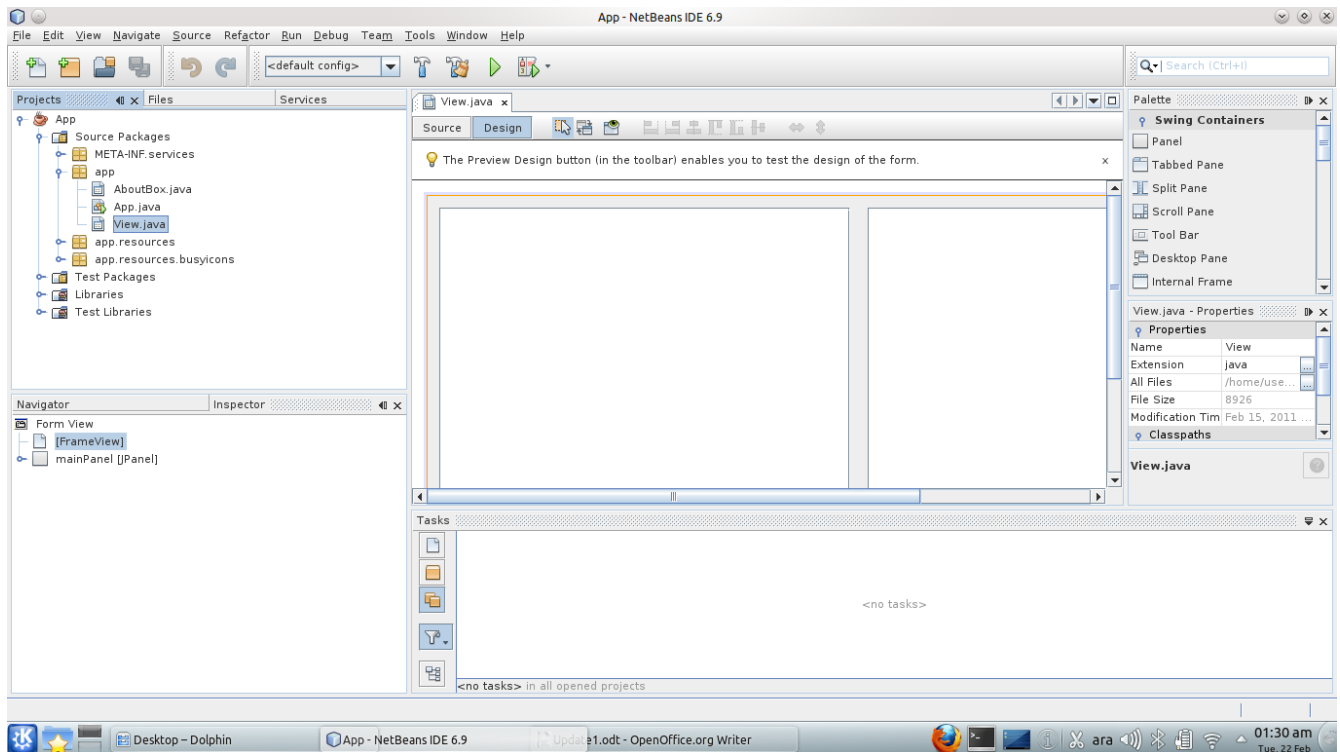 App - NetBeans IDE 6.9
File Edit View Navigate Source Refactor Run Debug Team Tools Window Help
<default config>
Search (Ctrl+I)
Projects Files Services
App
Source Packages
META-INF.services
app
AboutBox.java
App.java
View.java
app.resources
app.resources.busyicons
Test Packages
Libraries
Test Libraries
Navigator Inspector
Form View
[FrameView]
mainPanel [JPanel]
View.java
Source Design
The Preview Design button (in the toolbar) enables you to test the design of the form.
Palette
Swing Containers
Panel
Tabbed Pane
Split Pane
Scroll Pane
Tool Bar
Desktop Pane
Internal Frame
View.java - Properties
Properties
Name View
Extension java ...
All Files /home/use... ...
File Size 8926
Modification Tim Feb 15, 2011 ...
Classpaths
View.java
Tasks
<no tasks>
<no tasks> in all opened projects
Desktop – Dolphin
App - NetBeans IDE 6.9
Update1.odt - OpenOffice.org Writer
ara
01:30 am
Tue, 22 Feb